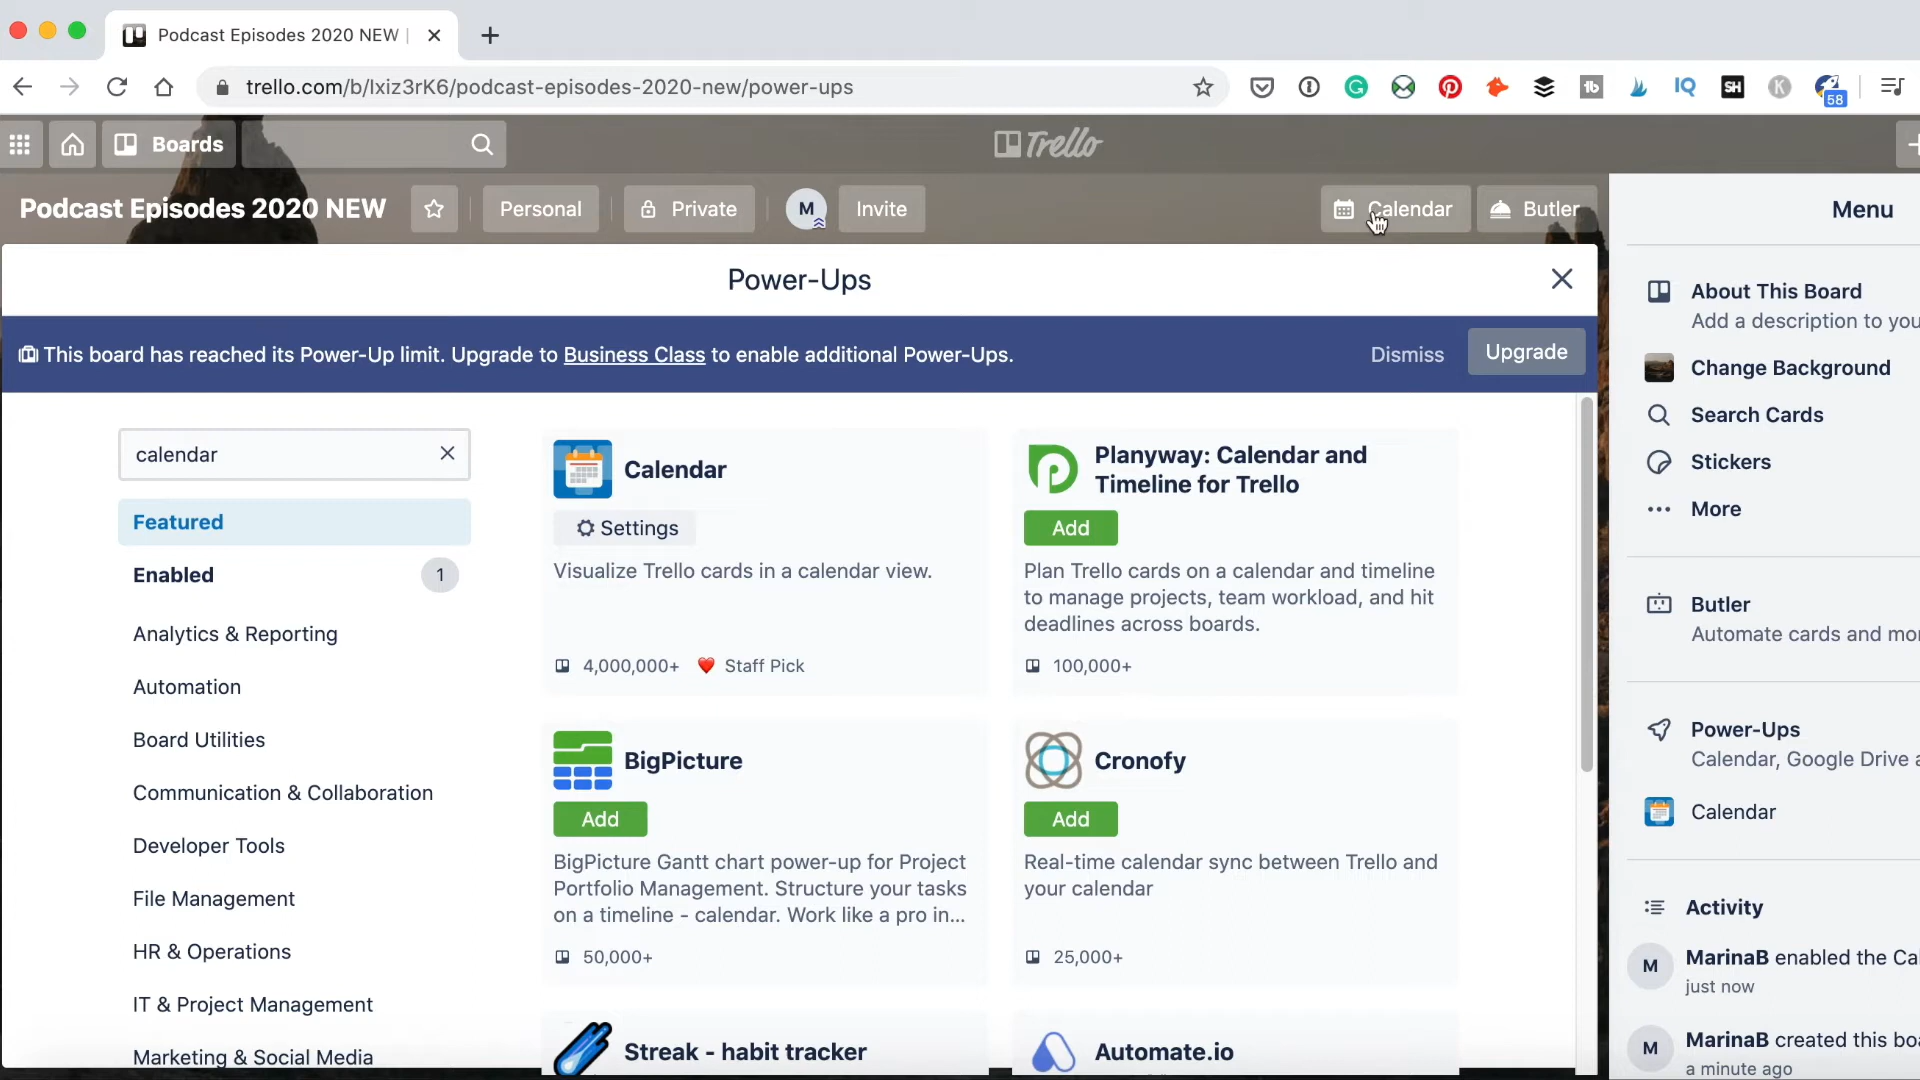 Podcast Episodes 2020 NEW |
trello.com/b/lxiz3rK6/podcast-episodes-2020-new/power-ups
58
Boards
Trello
Podcast Episodes 2020 NEW
Personal
Private
M
Invite
Calendar
Butler
Menu
Power-Ups
This board has reached its Power-Up limit. Upgrade to Business Class to enable additional Power-Ups.
Dismiss
Upgrade
calendar
Featured
Enabled
1
Analytics & Reporting
Automation
Board Utilities
Communication & Collaboration
Developer Tools
File Management
HR & Operations
IT & Project Management
Marketing & Social Media
Calendar
Settings
Visualize Trello cards in a calendar view.
4,000,000+
Staff Pick
Planyway: Calendar and
Timeline for Trello
Add
Plan Trello cards on a calendar and timeline
to manage projects, team workload, and hit
deadlines across boards.
100,000+
BigPicture
Add
BigPicture Gantt chart power-up for Project
Portfolio Management. Structure your tasks
on a timeline - calendar. Work like a pro in...
50,000+
Cronofy
Add
Real-time calendar sync between Trello and
your calendar
25,000+
Streak - habit tracker
Automate.io
About This Board
Add a description to you
Change Background
Search Cards
Stickers
More
Butler
Automate cards and mo
Power-Ups
Calendar, Google Drive a
Calendar
Activity
M
MarinaB enabled the Ca
just now
M
MarinaB created this boa
a minute ago